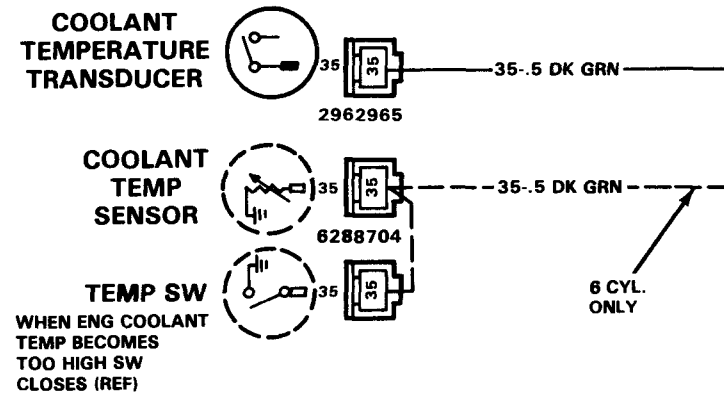 COOLANT
TEMPERATURE
TRANSDUCER
35
35
35-.5 DK GRN
2962965
COOLANT
TEMP
SENSOR
35
35
35-.5 DK GRN
6288704
TEMP SW
35
35
6 CYL.
ONLY
WHEN ENG COOLANT
TEMP BECOMES
TOO HIGH SW
CLOSES (REF)